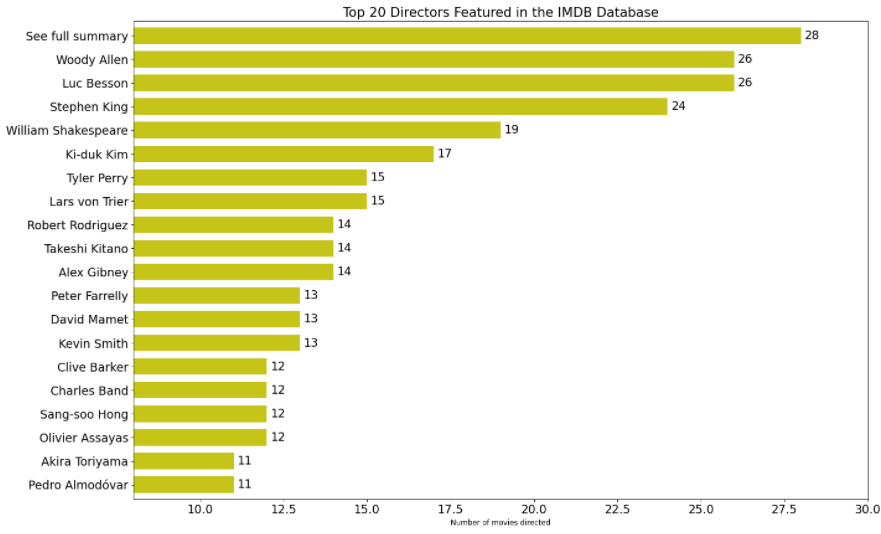 Top 20 Directors Featured in the IMDB Database
See full summary 28
Woody Allen 26
Luc Besson 26
Stephen King 24
William Shakespeare 19
Ki-duk Kim 17
Tyler Perry 15
Lars von Trier 15
Robert Rodriguez 14
Takeshi Kitano 14
Alex Gibney 14
Peter Farrelly 13
David Mamet 13
Kevin Smith 13
Clive Barker 12
Charles Band 12
Sang-soo Hong 12
Olivier Assayas 12
Akira Toriyama 11
Pedro Almodóvar 11
10.0 12.5 15.0 17.5 20.0 22.5 25.0 27.5 30.0
Number of movies directed